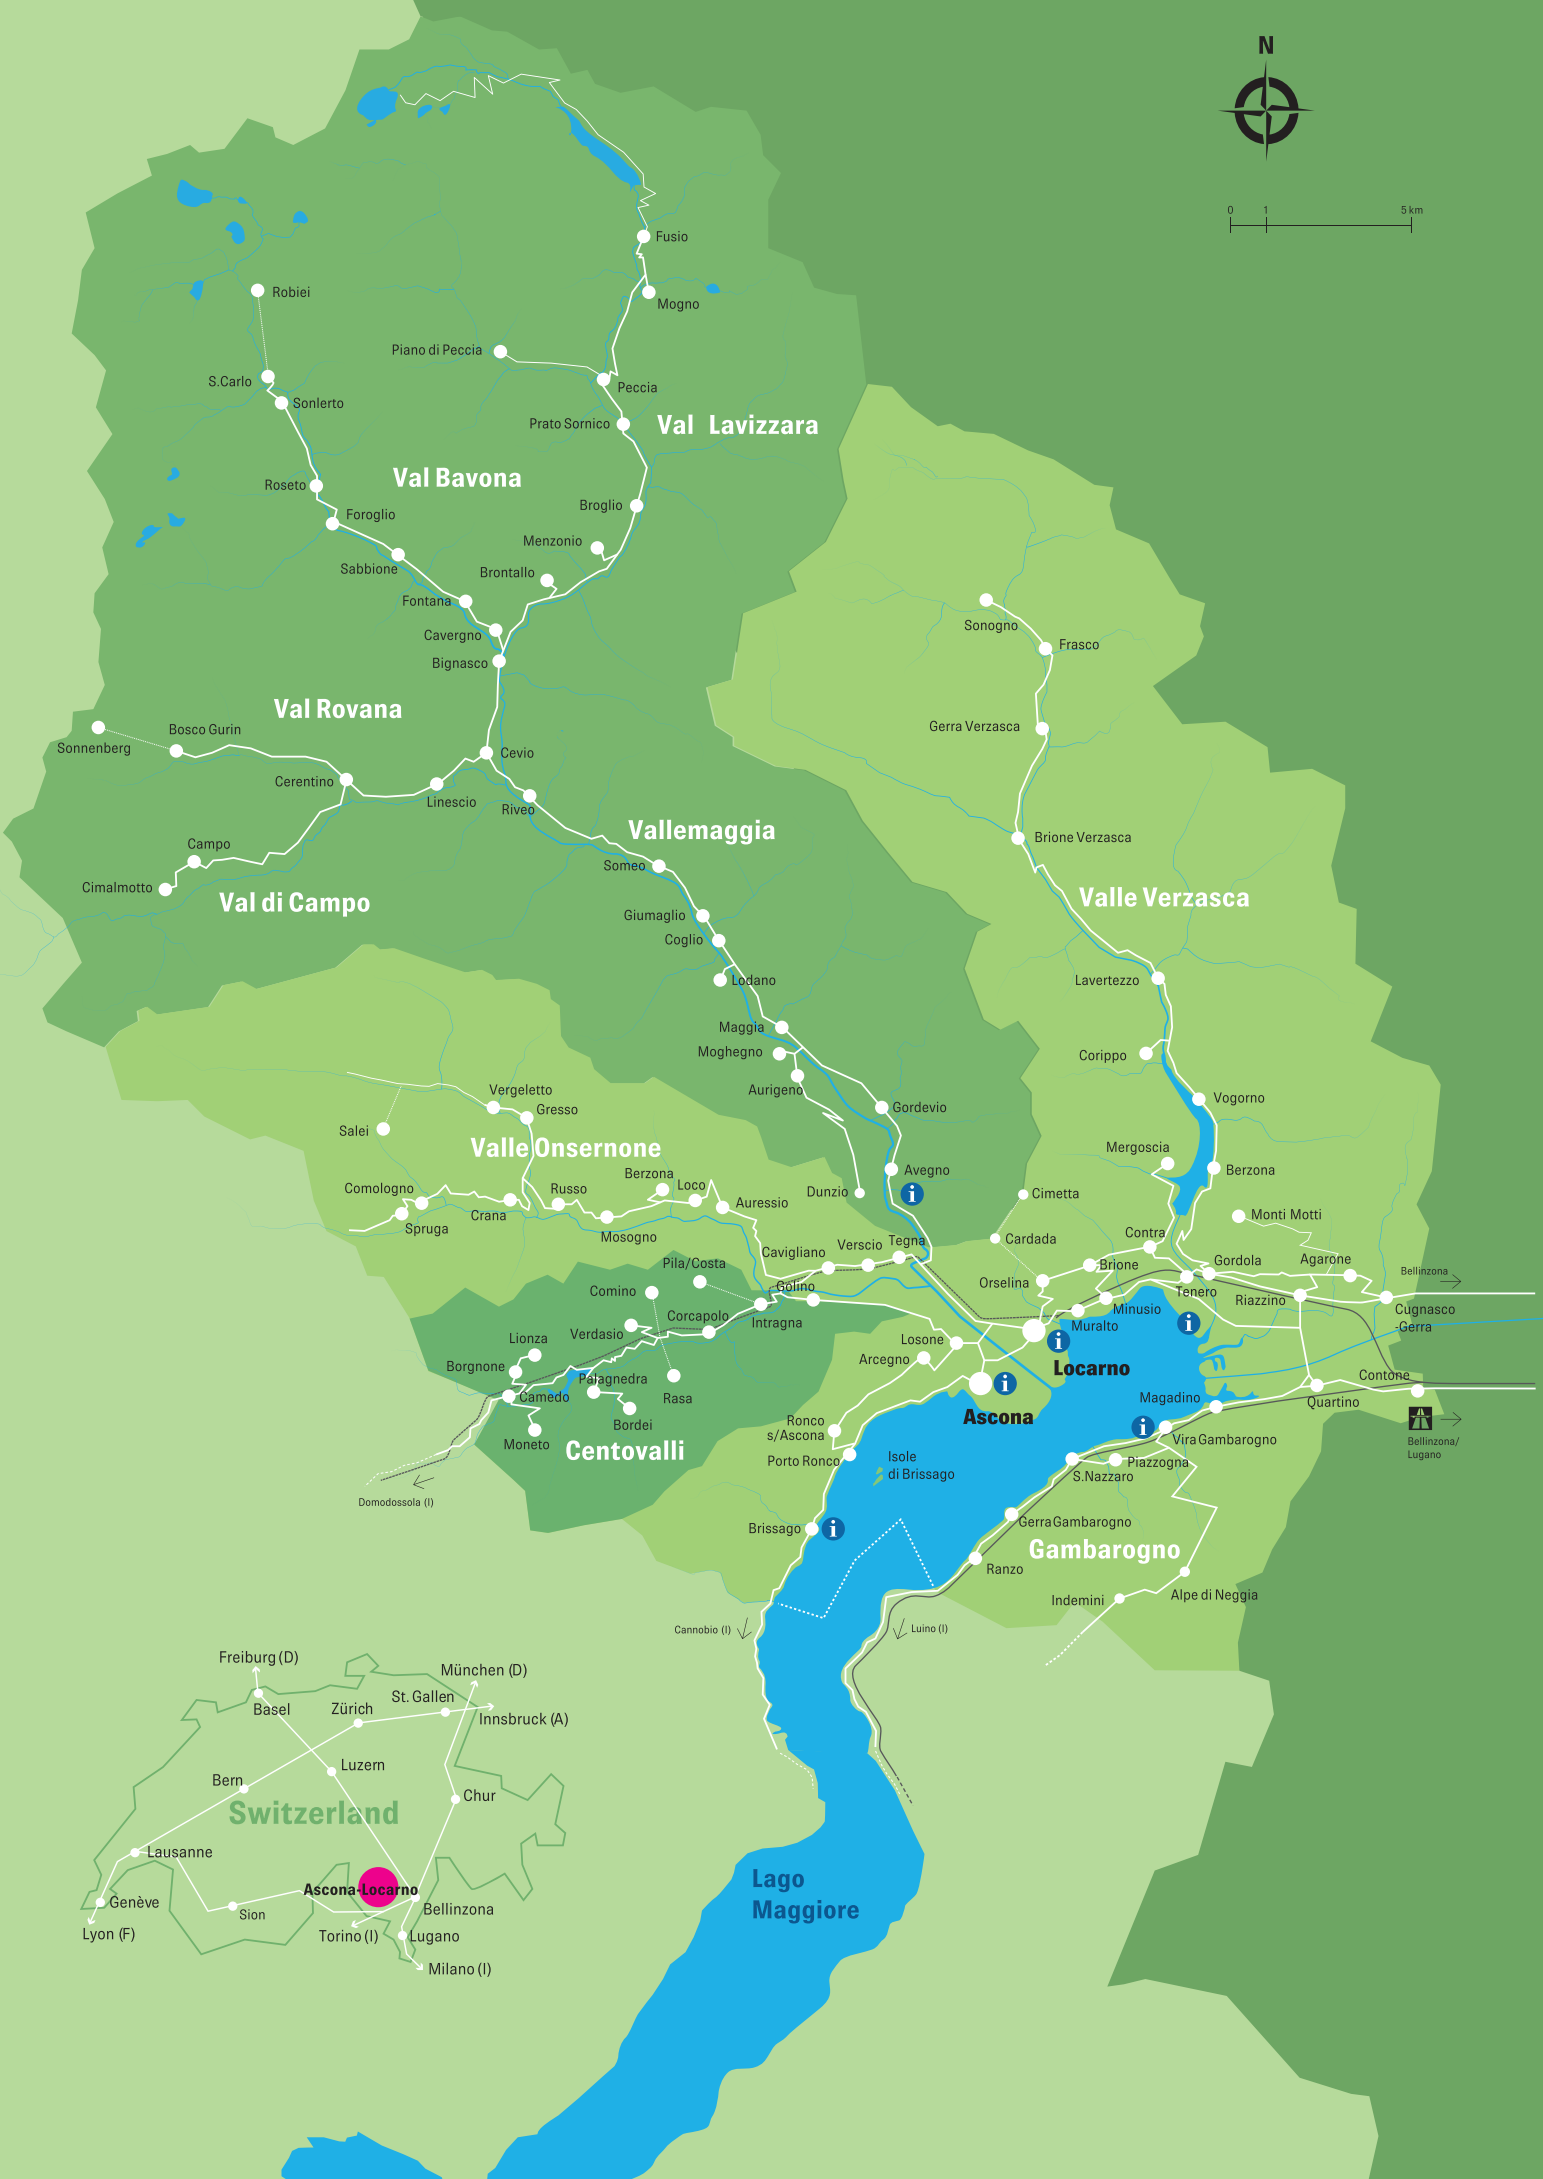 N
0 1 5 km
Fusio
Robiei
Mogno
Piano di Peccia
S.Carlo
Peccia
Sonlerto
Prato Sornico
Val Lavizzara
Val Bavona
Roseto
Broglio
Foroglio
Menzonio
Sabbione
Brontallo
Fontana
Sonogno
Cavergno
Frasco
Bignasco
Val Rovana
Bosco Gurin
Gerra Verzasca
Sonnenberg
Cevio
Cerentino
Linescio
Riveo
Vallemaggia
Brione Verzasca
Campo
Someo
Cimalmotto
Val di Campo
Valle Verzasca
Giumaglio
Coglio
Lodano
Lavertezzo
Maggia
Moghegno
Corippo
Aurigeno
Vergeletto
Gresso
Gordevio
Vogorno
Salei
Valle Onsernone
Mergoscia
Berzona
Avegno
Berzona
Comologno
Russo
Loco
Dunzio
i
Cimetta
Auressio
Crana
Spruga
Mosogno
Monti Motti
Contra
Cavigliano
Verscio
Tegna
Cardada
Pila/Costa
Brione
Gordola
Agarone
Bellinzona
Comino
Golino
Orselina
Tenero
Riazzino
Cugnasco
-Gerra
Minusio
Corcapolo
Intragna
Muralto
i
Verdasio
Lionza
Losone
i
Arcegno
Locarno
Borgnone
Palagnedra
Rasa
Camedo
i
Magadino
Contone
Quartino
Bordei
Ascona
Moneto
Centovalli
Ronco
s/Ascona
i
Vira Gambarogno
Bellinzona/
Lugano
Porto Ronco
Isole
di Brissago
Piazzogna
S.Nazzaro
Domodossola (I)
Brissago
i
Gerra Gambarogno
Gambarogno
Ranzo
Indemini
Alpe di Neggia
Cannobio (I)
Luino (I)
Freiburg (D)
München (D)
St. Gallen
Basel
Zürich
Innsbruck (A)
Luzern
Bern
Chur
Switzerland
Lausanne
Lago
Maggiore
Ascona-Locarno
Genève
Sion
Bellinzona
Lyon (F)
Torino (I)
Lugano
Milano (I)